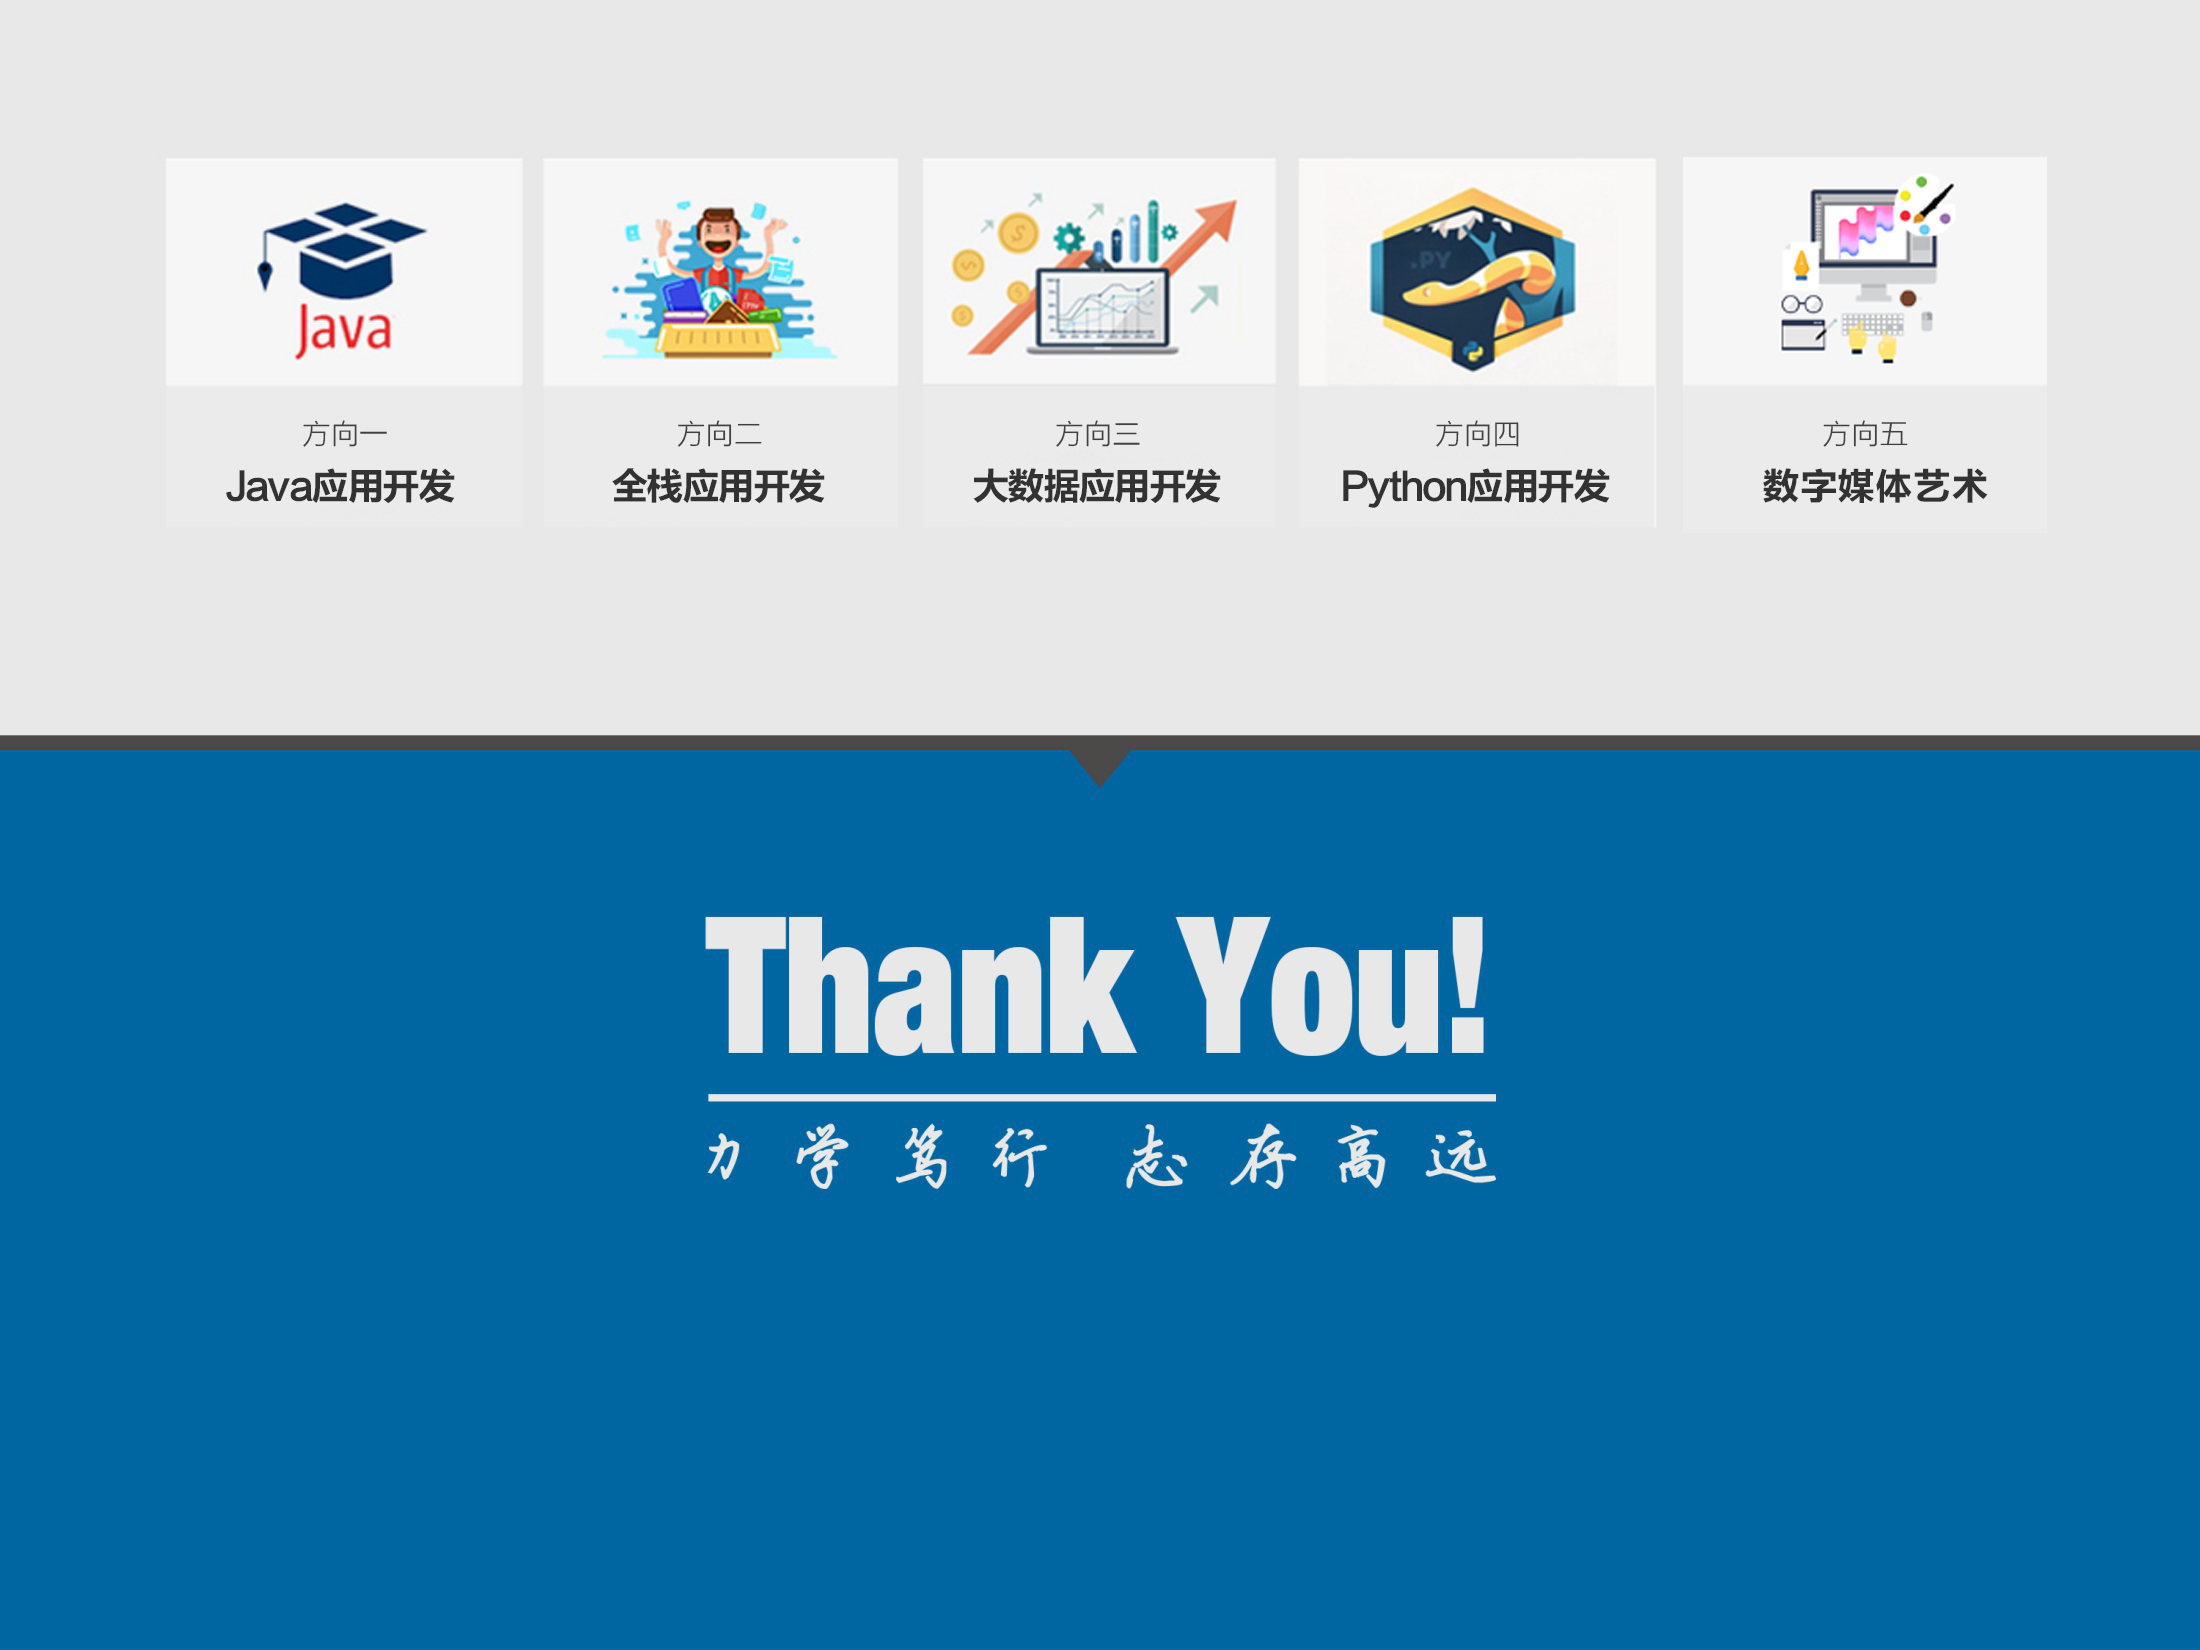 Java
.PY
方向一
Java应用开发
方向二
全栈应用开发
方向三
大数据应用开发
方向四
Python应用开发
方向五
数字媒体艺术
Thank You!
力学笃行 志存高远